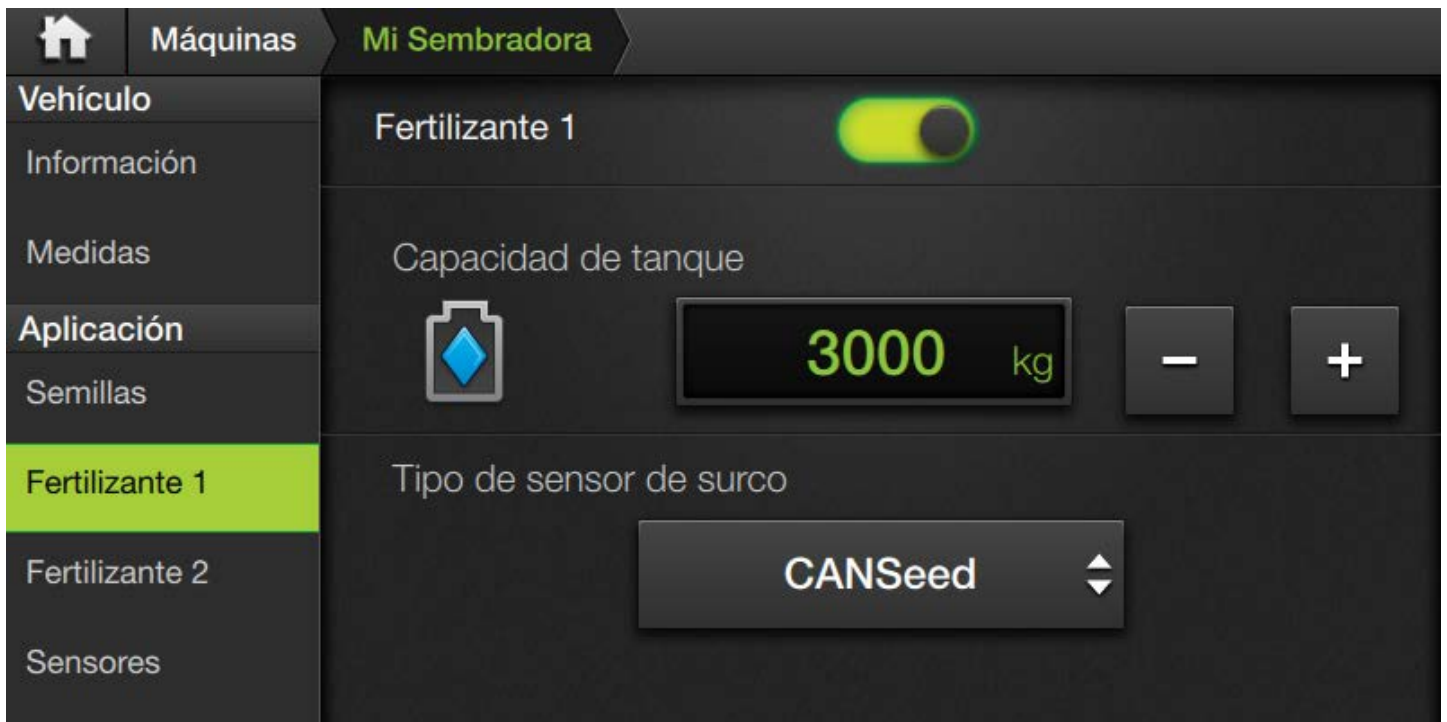 Máquinas
Mi Sembradora
Vehículo
Información
Medidas
Aplicación
Semillas
Fertilizante 1
Fertilizante 2
Sensores
Fertilizante 1
Capacidad de tanque
3000 kg
-
+
Tipo de sensor de surco
CANSeed